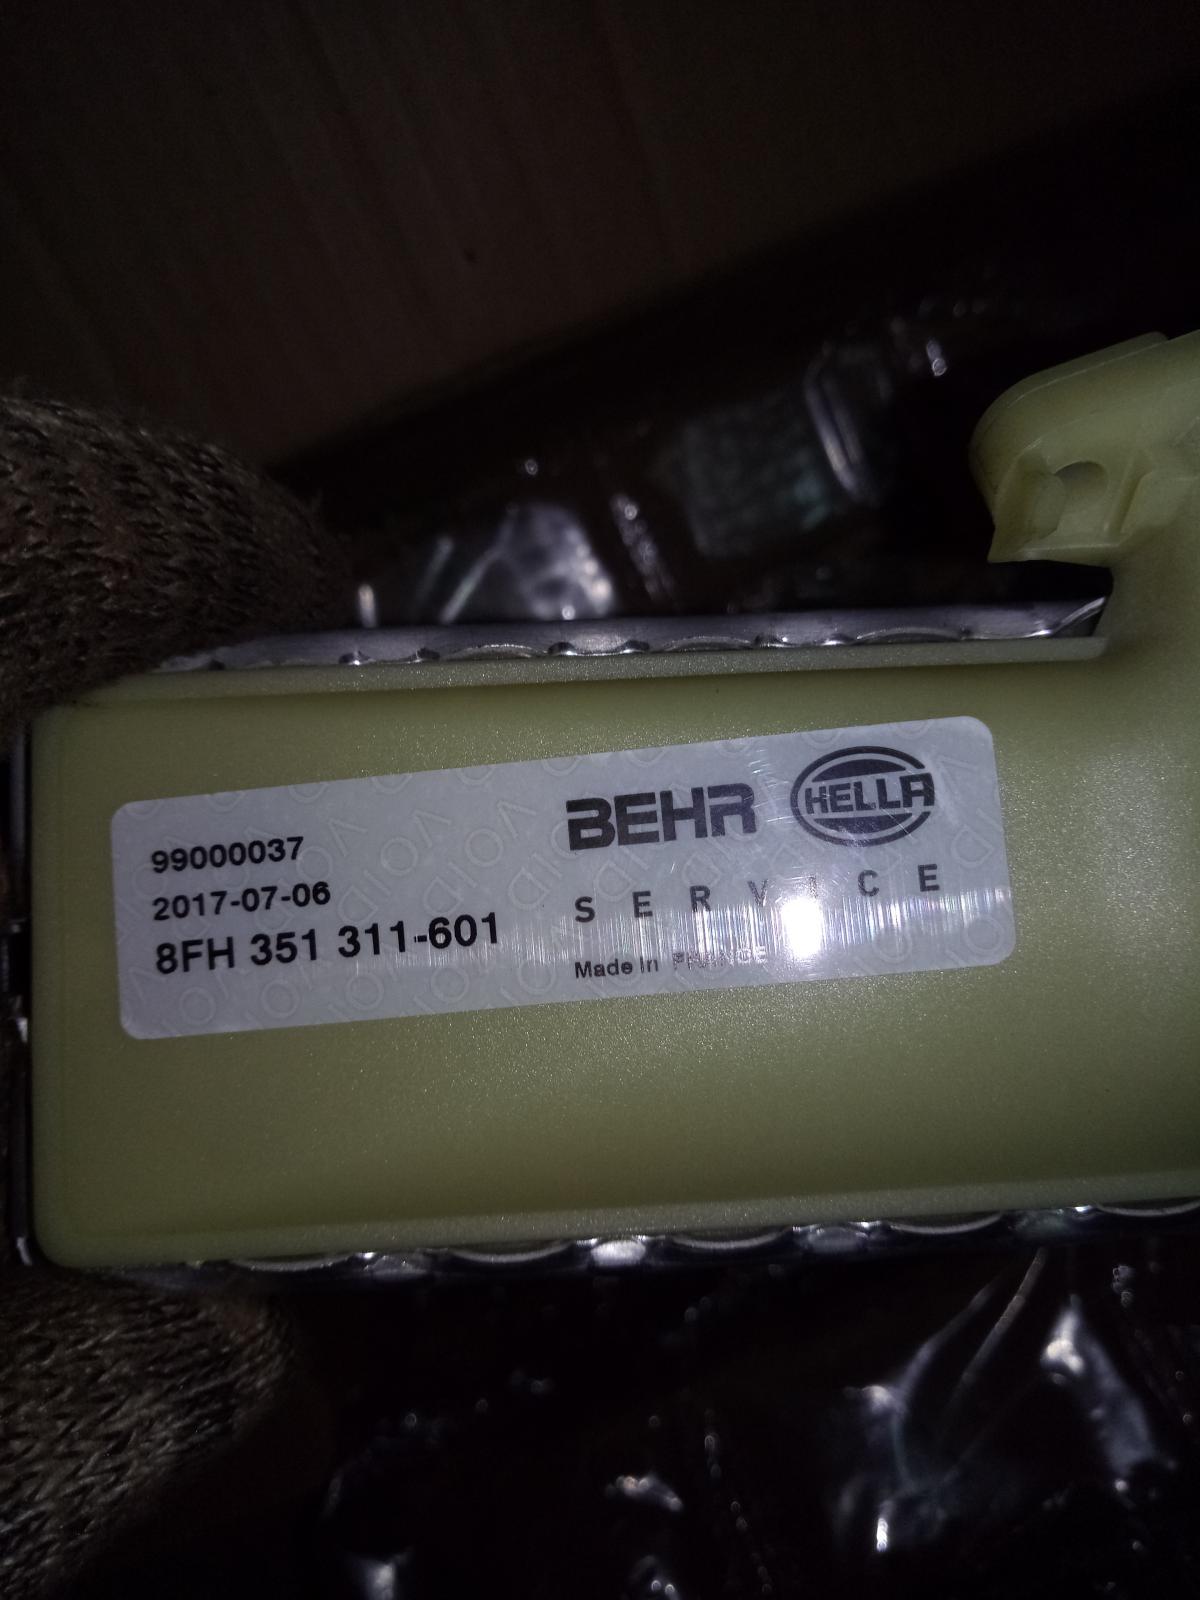 99000037
2017-07-06
8FH 351 311-601
BEHR HELLA
SERVICE
Made in FRANCE